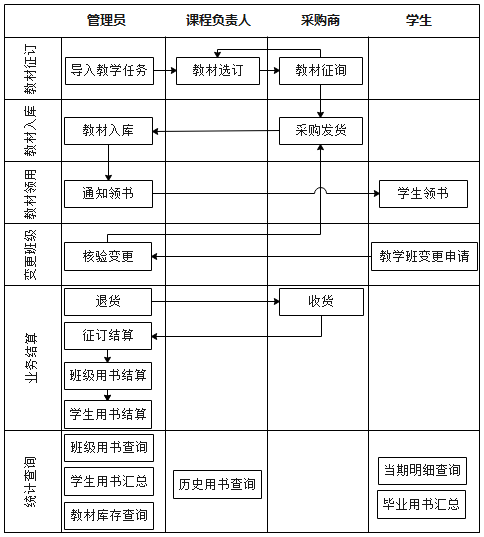 管理员 课程负责人 采购商 学生
教材征订
导入教学任务 教材选订 教材征询
教材入库
教材入库 采购发货
教材领用
通知领书 学生领书
变更班级
核验变更 教学班变更申请
业务结算
退货 收货
征订结算
班级用书结算
学生用书结算
统计查询
班级用书查询
学生用书汇总
教材库存查询
历史用书查询
当期明细查询
毕业用书汇总